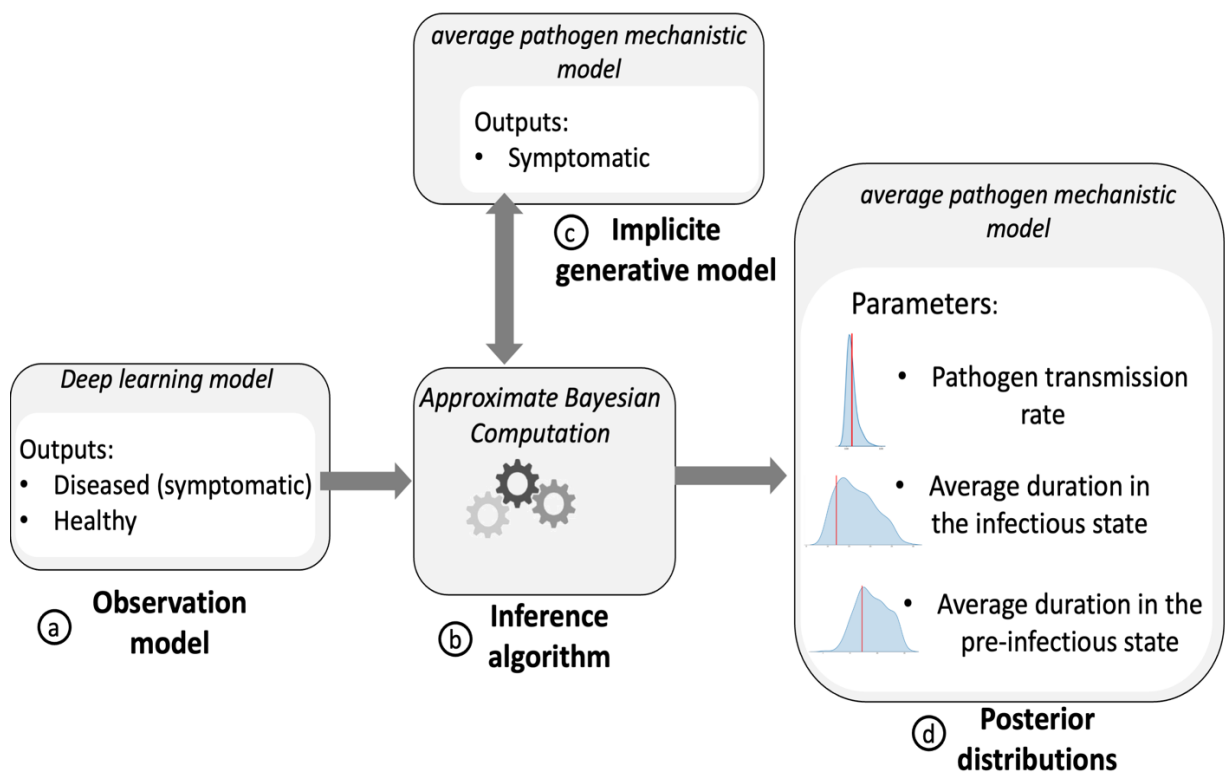 average pathogen mechanistic
model
Outputs:
• Symptomatic
c Implicite
generative model
Deep learning model
Outputs:
• Diseased (symptomatic)
• Healthy
a Observation
model
Approximate Bayesian
Computation
b Inference
algorithm
average pathogen mechanistic
model
Parameters:
• Pathogen transmission
rate
• Average duration in
the infectious state
• Average duration in the
pre-infectious state
d Posterior
distributions